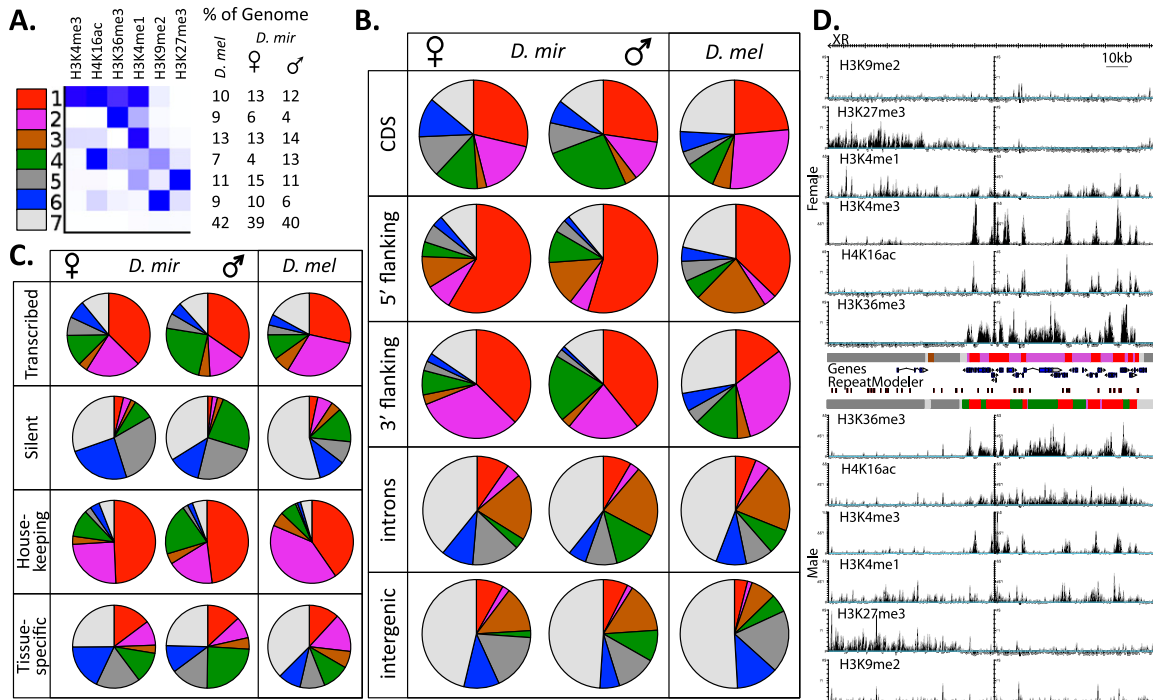 A.
H3K4me3
H4K16ac
H3K36me3
H3K4me1
H3K9me2
H3K27me3
% of Genome
D. mel
D. mir
♀
♂
1 10 13 12
2 9 6 4
3 13 13 14
4 7 4 13
5 11 15 11
6 9 10 6
7 42 39 40
B.
♀ D. mir ♂ D. mel
CDS
5' flanking
3' flanking
introns
intergenic
C.
♀ D. mir ♂ D. mel
Transcribed
Silent
House-
keeping
Tissue-
specific
D.
XR
10kb
Female
H3K9me2
H3K27me3
H3K4me1
H3K4me3
H4K16ac
H3K36me3
Genes
RepeatModeler
Male
H3K36me3
H4K16ac
H3K4me3
H3K4me1
H3K27me3
H3K9me2